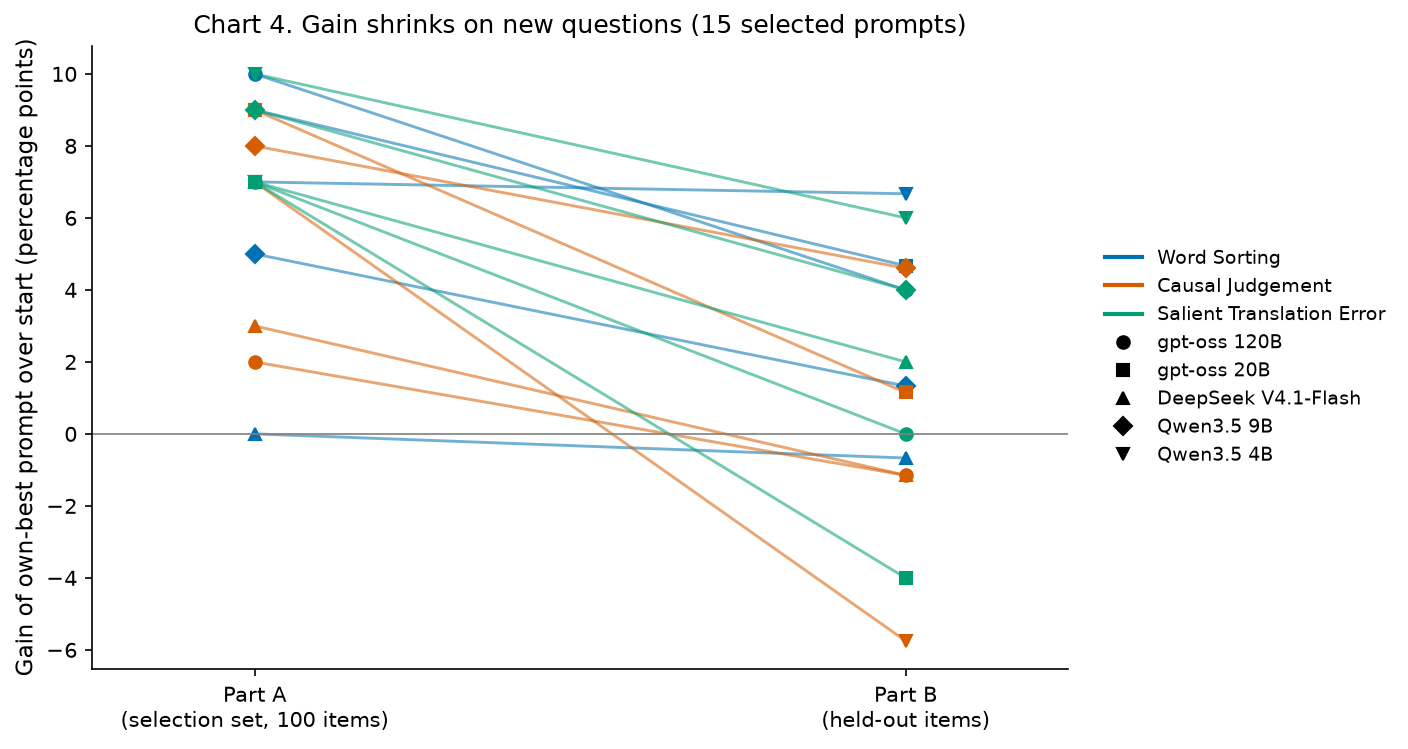 Chart 4. Gain shrinks on new questions (15 selected prompts)
Gain of own-best prompt over start (percentage points)
10
8
6
4
2
0
−2
−4
−6
Part A
(selection set, 100 items)
Part B
(held-out items)
Word Sorting
Causal Judgement
Salient Translation Error
gpt-oss 120B
gpt-oss 20B
DeepSeek V4.1-Flash
Qwen3.5 9B
Qwen3.5 4B